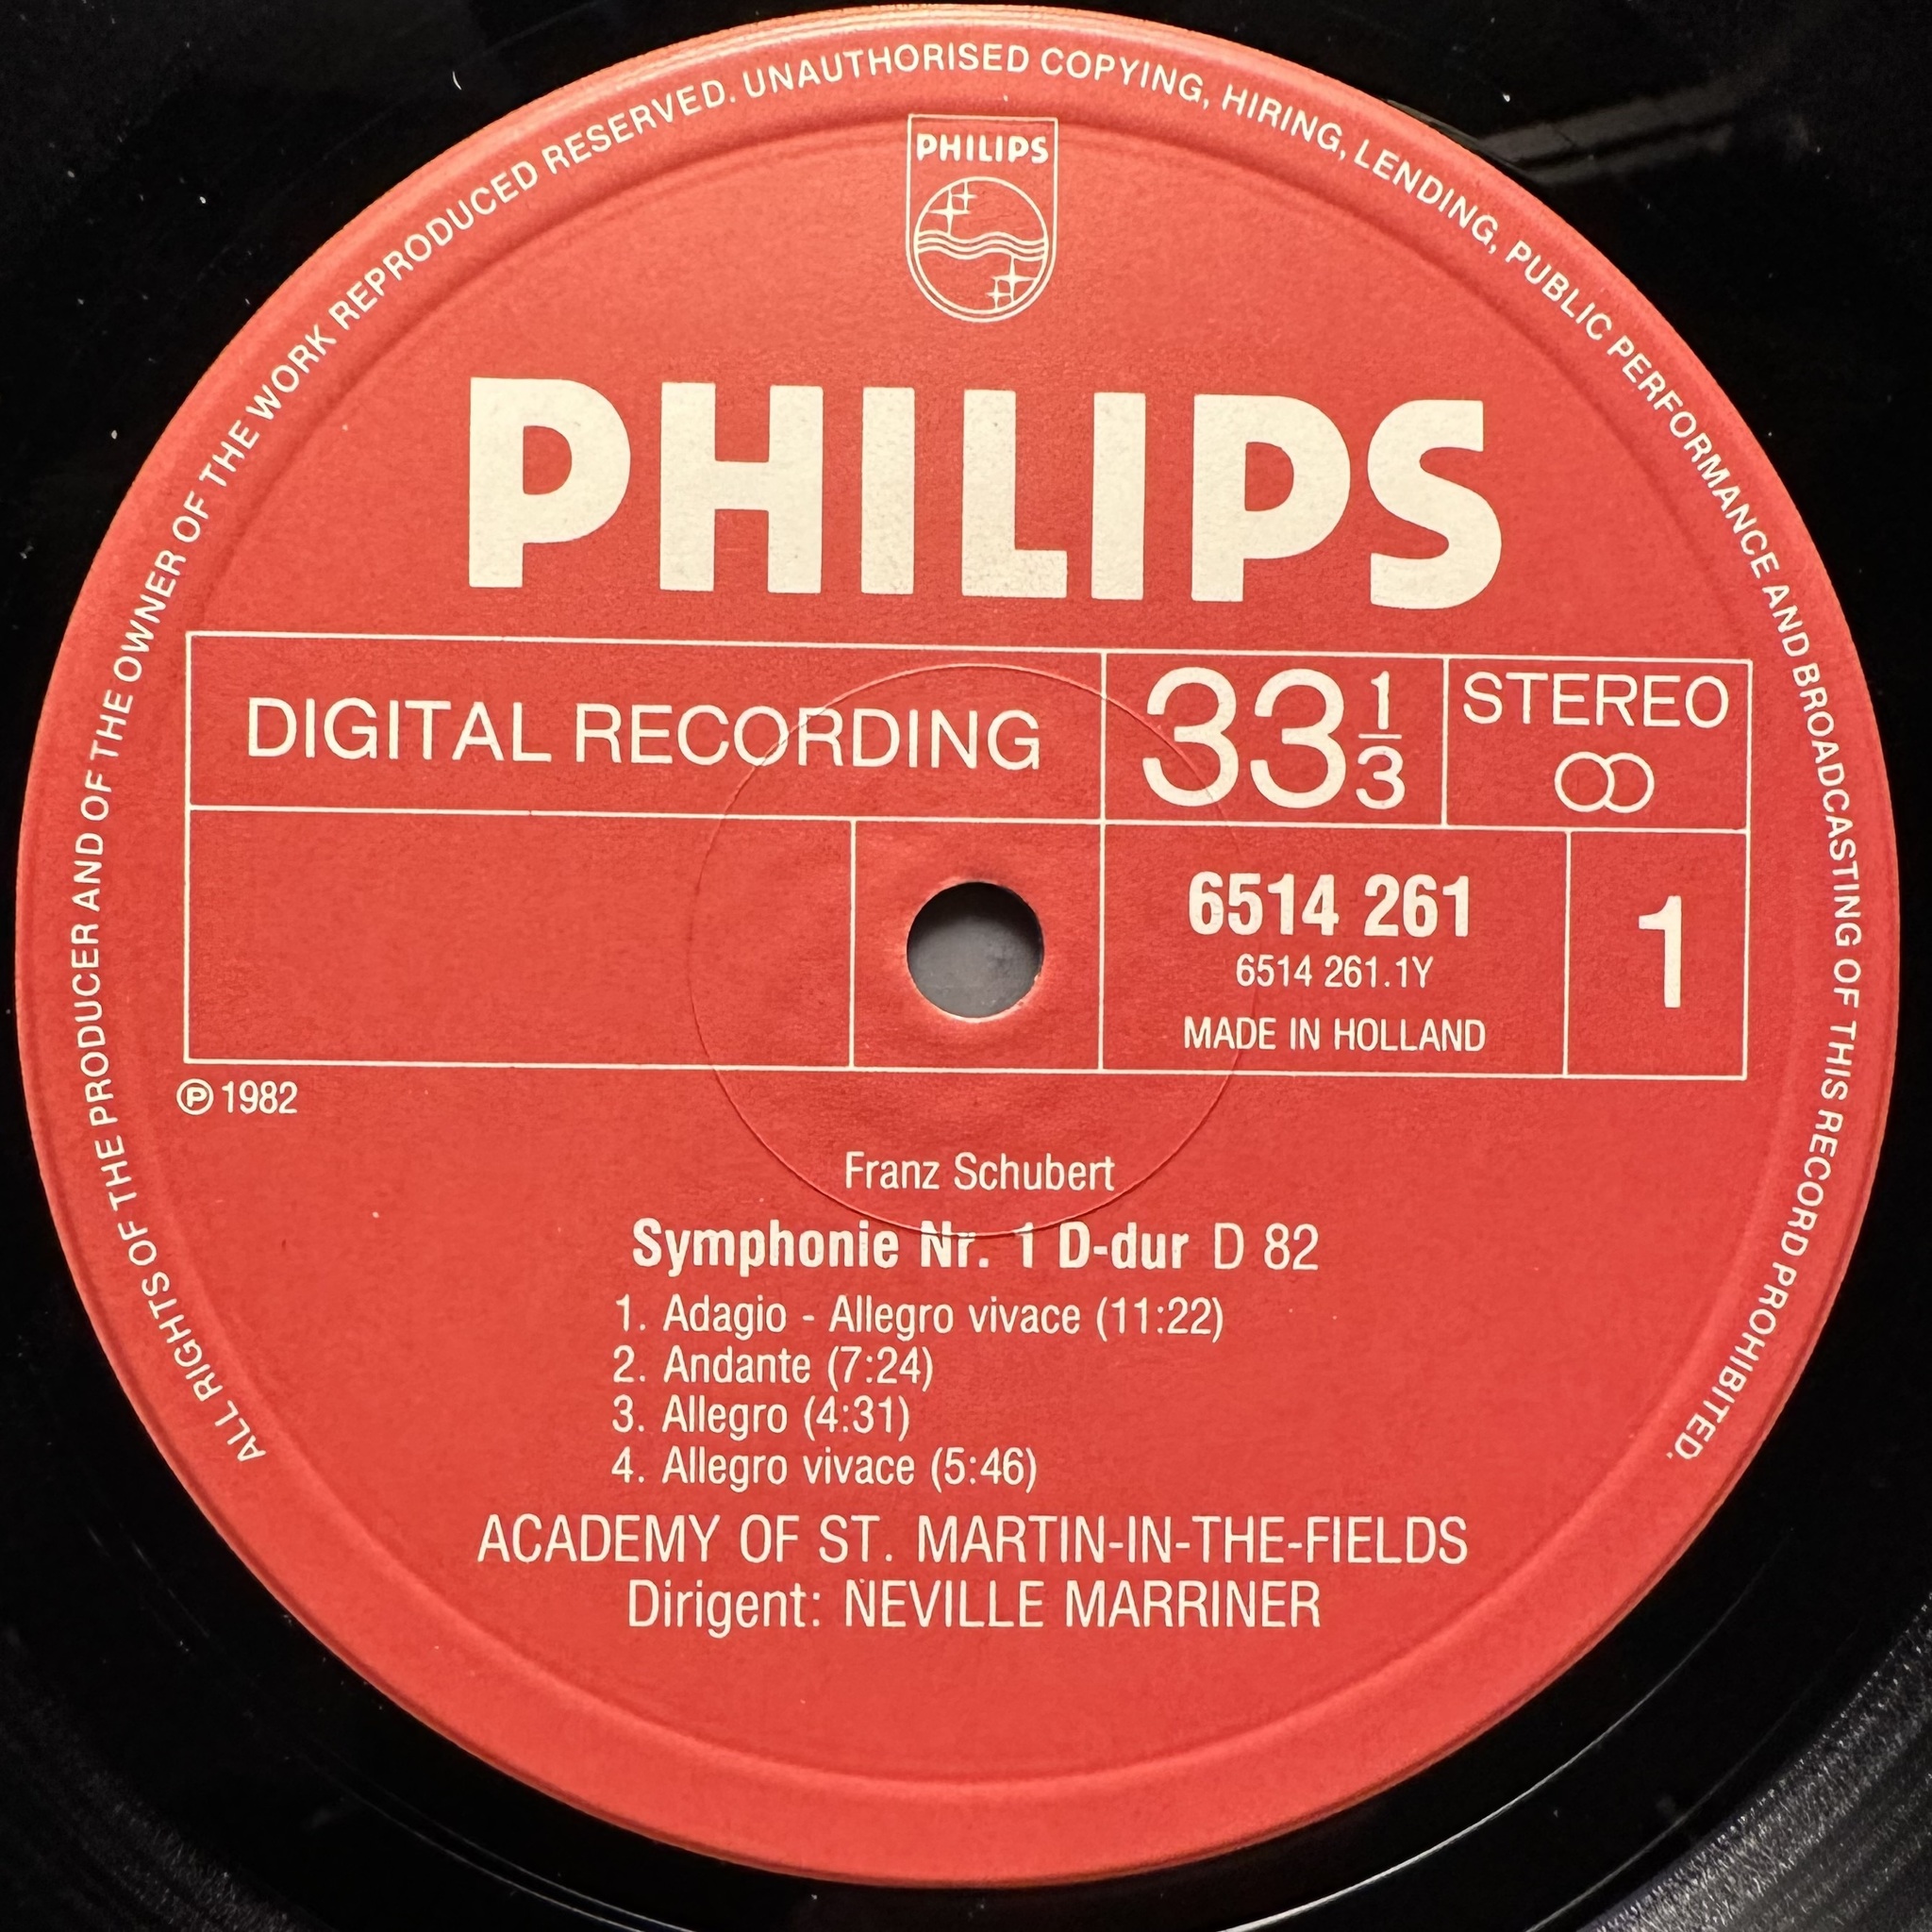 ALL RIGHTS OF THE PRODUCER AND OF THE OWNER OF THE WORK REPRODUCED RESERVED. UNAUTHORISED COPYING, HIRING, LENDING, PUBLIC PERFORMANCE AND BROADCASTING OF THIS RECORD PROHIBITED.
PHILIPS
PHILIPS
DIGITAL RECORDING
33 1/3
STEREO
6514 261
6514 261.1Y
MADE IN HOLLAND
1
℗ 1982
Franz Schubert
Symphonie Nr. 1 D-dur D 82
1. Adagio - Allegro vivace (11:22)
2. Andante (7:24)
3. Allegro (4:31)
4. Allegro vivace (5:46)
ACADEMY OF ST. MARTIN-IN-THE-FIELDS
Dirigent: NEVILLE MARRINER